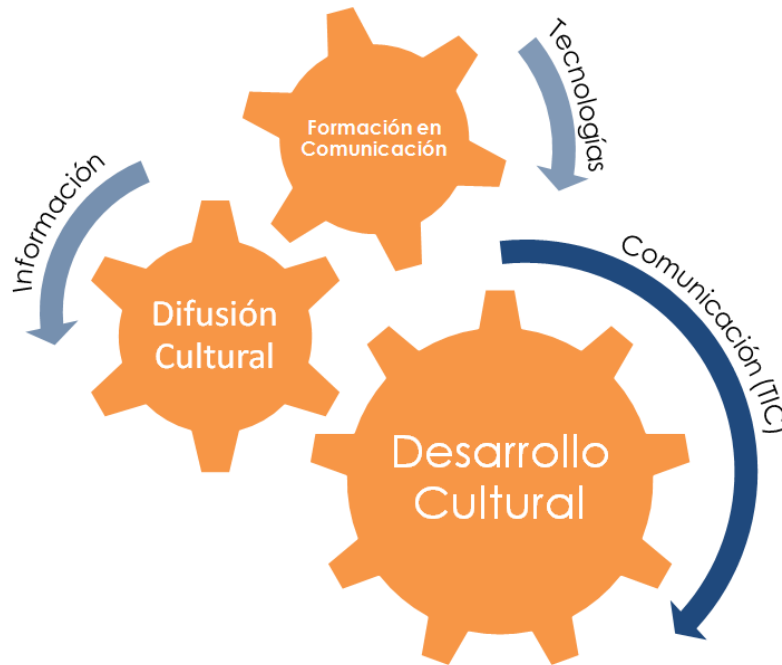 Tecnologías
Formación en
Comunicación
Información
Comunicación (TIC)
Difusión
Cultural
Desarrollo
Cultural